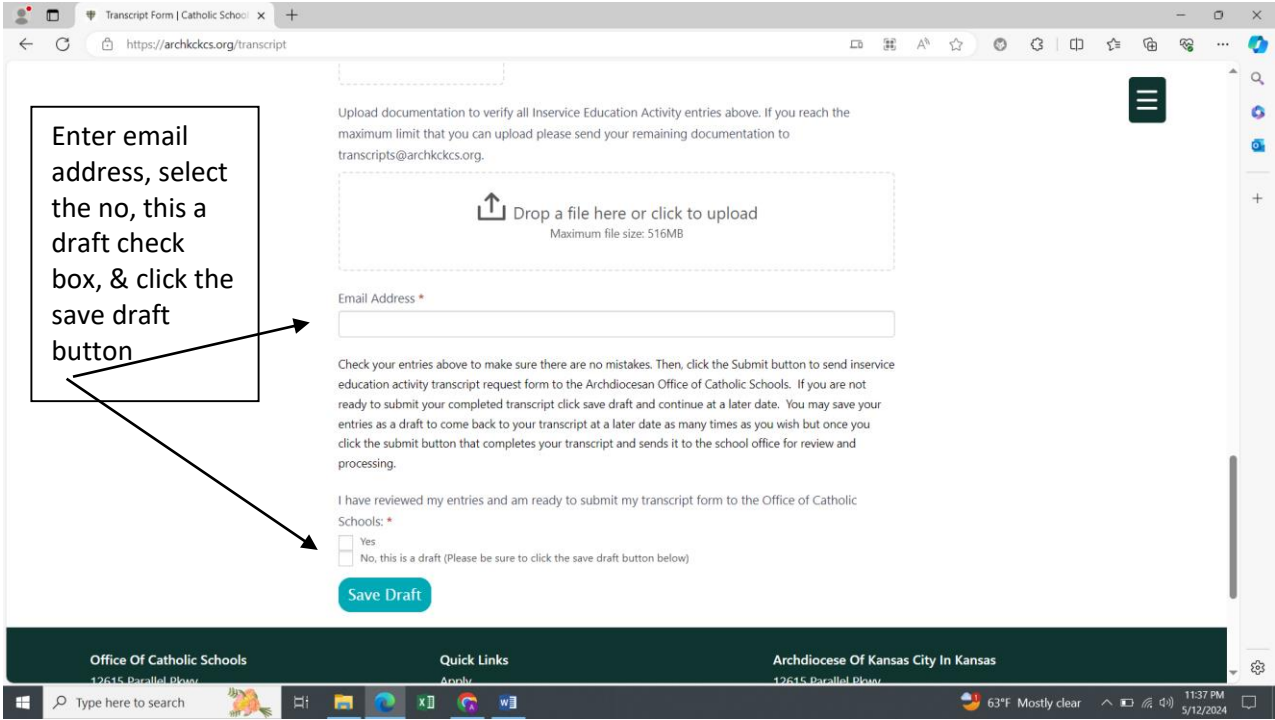 Transcript Form | Catholic School
https://archkckcs.org/transcript
Upload documentation to verify all Inservice Education Activity entries above. If you reach the
maximum limit that you can upload please send your remaining documentation to
transcripts@archkckcs.org.
Enter email
address, select
the no, this a
draft check
box, & click the
save draft
button
Drop a file here or click to upload
Maximum file size: 516MB
Email Address *
Check your entries above to make sure there are no mistakes. Then, click the Submit button to send inservice
education activity transcript request form to the Archdiocesan Office of Catholic Schools. If you are not
ready to submit your completed transcript click save draft and continue at a later date. You may save your
entries as a draft to come back to your transcript at a later date as many times as you wish but once you
click the submit button that completes your transcript and sends it to the school office for review and
processing.
I have reviewed my entries and am ready to submit my transcript form to the Office of Catholic
Schools: *
Yes
No, this is a draft (Please be sure to click the save draft button below)
Save Draft
Office Of Catholic Schools
12615 Parallel Pkwy
Quick Links
Apply
Archdiocese Of Kansas City In Kansas
12615 Parallel Pkwy
Type here to search
63°F Mostly clear
11:37 PM
5/12/2024